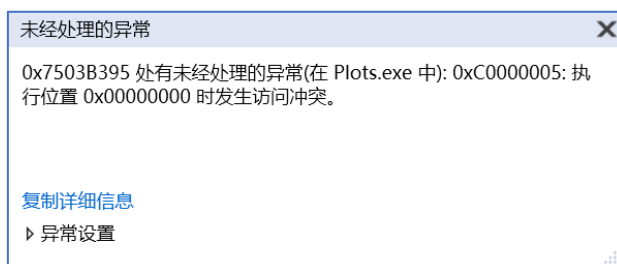 未经处理的异常
0x7503B395 处有未经处理的异常(在 Plots.exe 中): 0xC0000005: 执
行位置 0x00000000 时发生访问冲突。
复制详细信息
异常设置